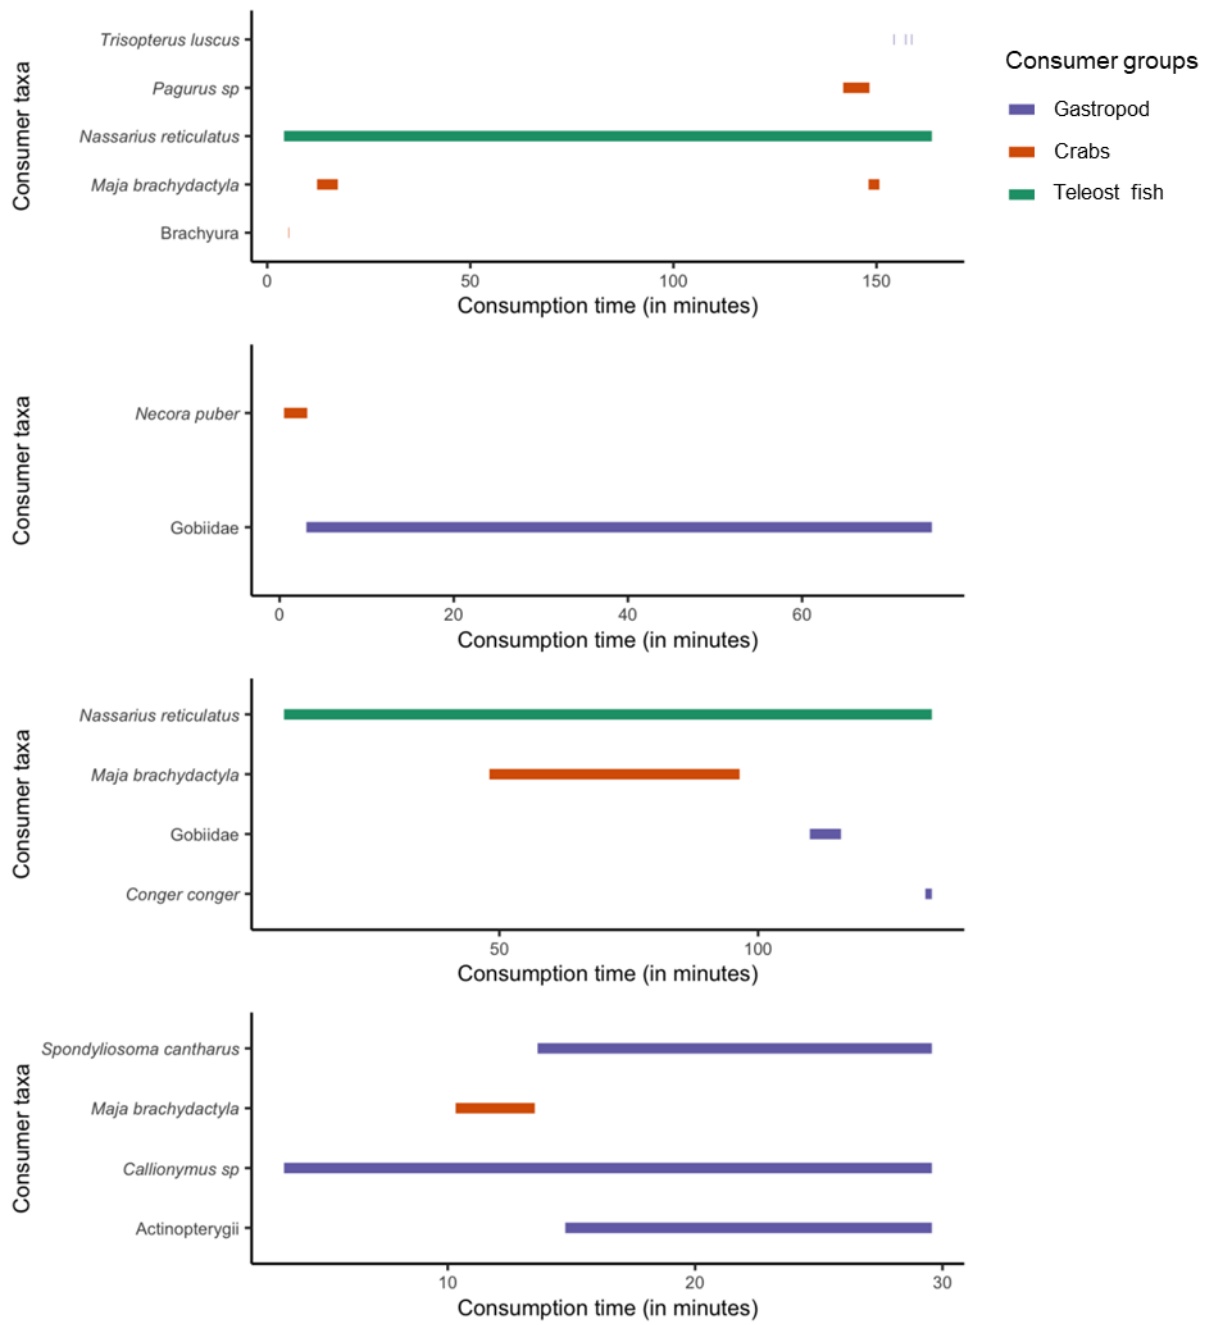 Consumer taxa
Trisopterus luscus
Pagurus sp
Nassarius reticulatus
Maja brachydactyla
Brachyura
0 50 100 150
Consumption time (in minutes)
Consumer groups
Gastropod
Crabs
Teleost fish
Consumer taxa
Necora puber
Gobiidae
0 20 40 60
Consumption time (in minutes)
Consumer taxa
Nassarius reticulatus
Maja brachydactyla
Gobiidae
Conger conger
50 100
Consumption time (in minutes)
Consumer taxa
Spondyliosoma cantharus
Maja brachydactyla
Callionymus sp
Actinopterygii
10 20 30
Consumption time (in minutes)